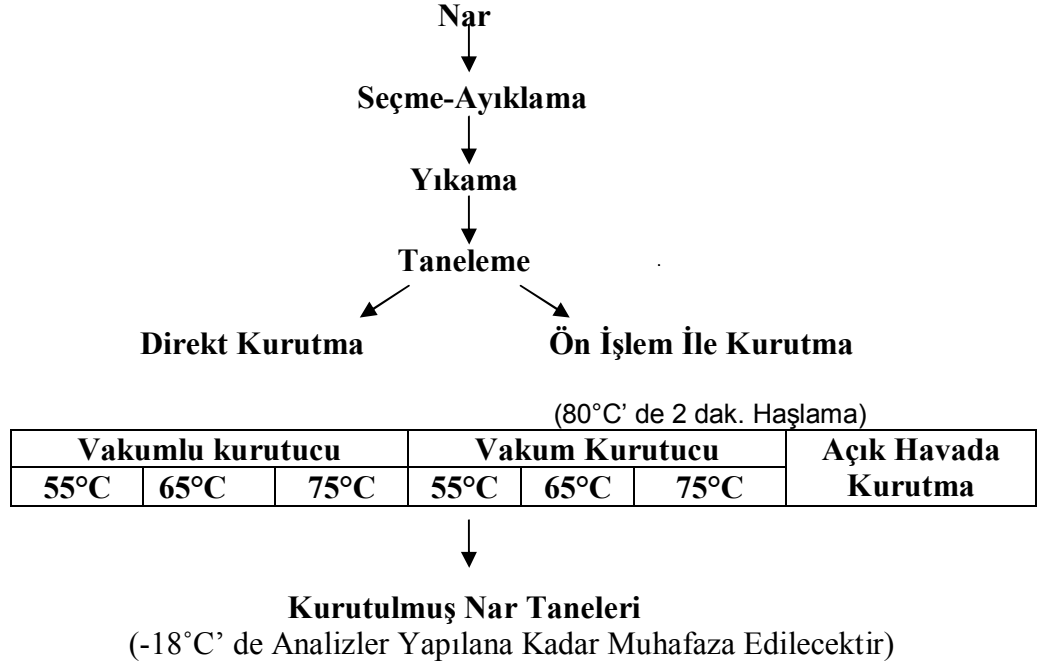 Nar
Seçme-Ayıklama
Yıkama
Taneleme
Direkt Kurutma Ön İşlem İle Kurutma
(80°C’ de 2 dak. Haşlama)
Vakumlu kurutucu Vakum Kurutucu Açık Havada Kurutma
55°C 65°C 75°C 55°C 65°C 75°C
Kurutulmuş Nar Taneleri
(-18˚C’ de Analizler Yapılana Kadar Muhafaza Edilecektir)